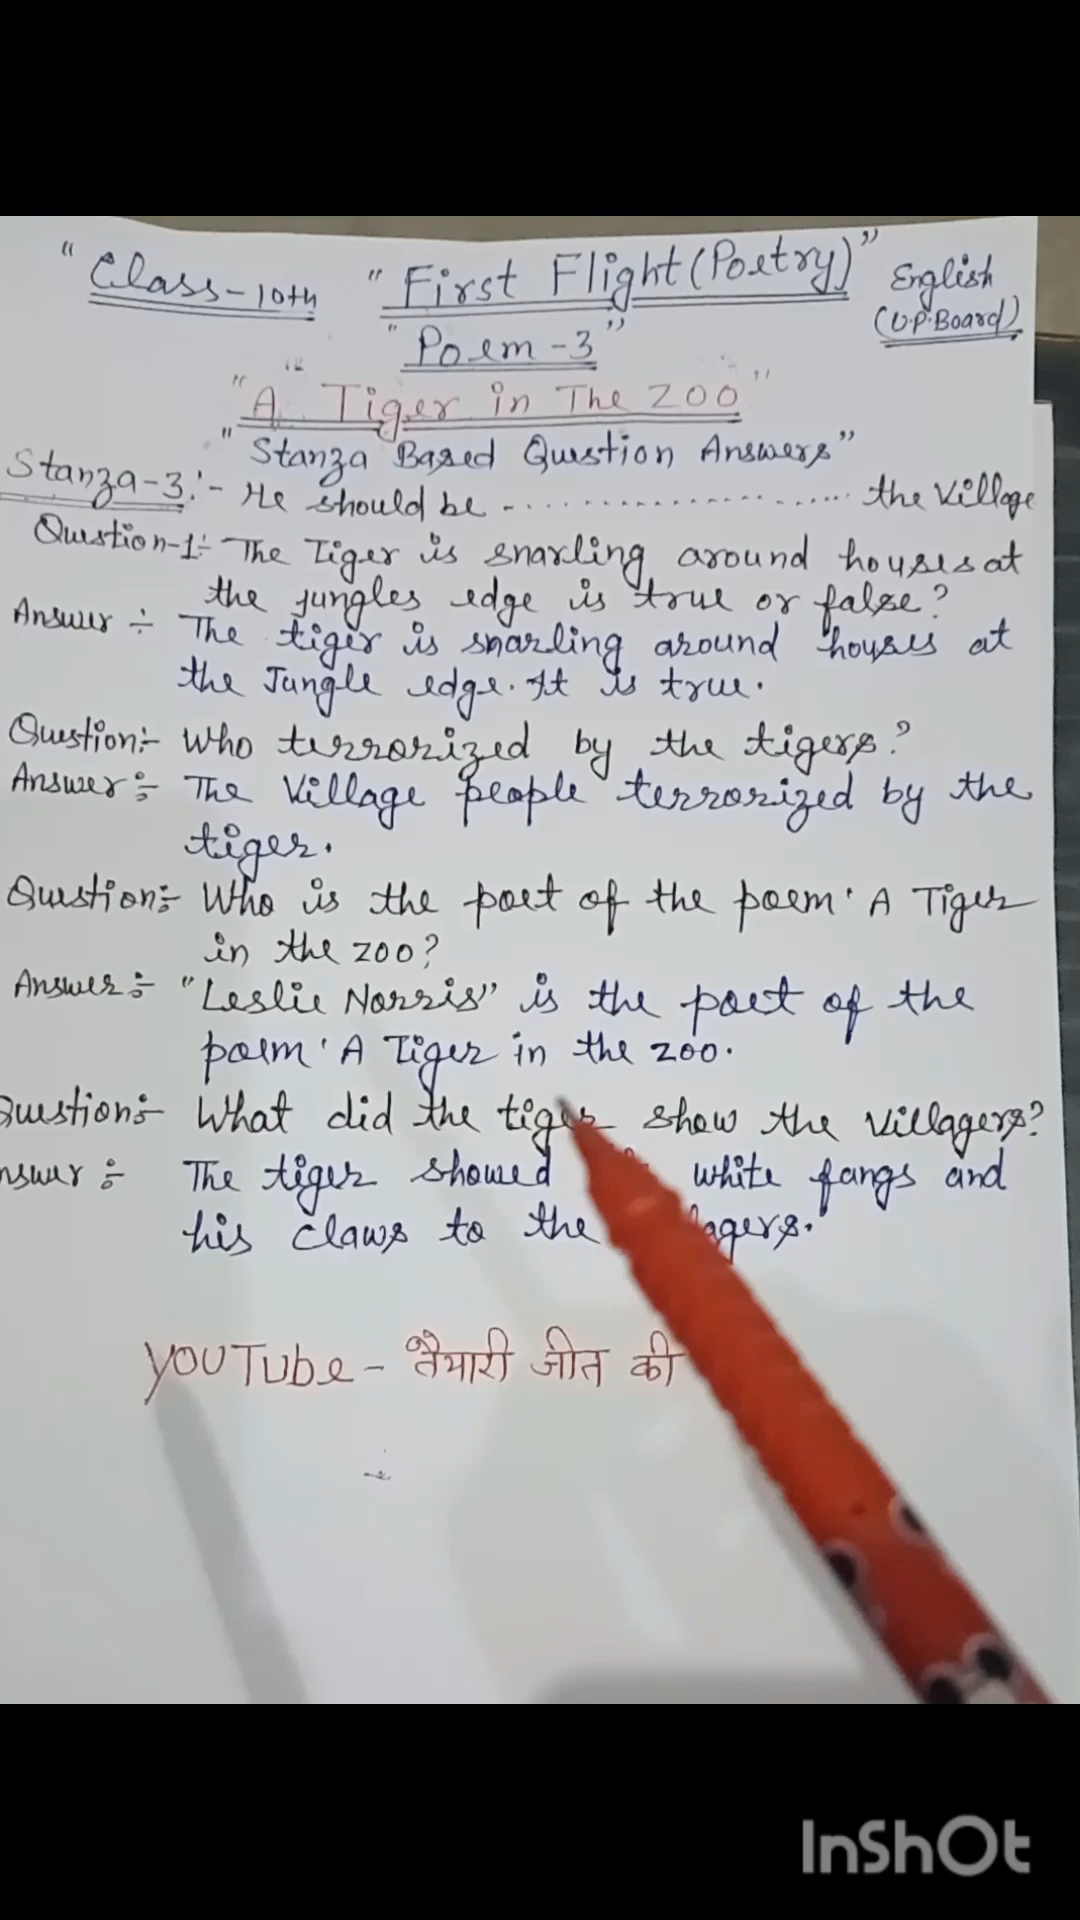 "Class-10th "First Flight (Poetry)" English
(U.P. Board)
"Poem-3"
"A Tiger in The Zoo"
"Stanza Based Question Answers"
Stanza-3:- He should be ..................... the Village
Question-1:- The Tiger is snarling around houses at
the jungles edge is true or false?
Answer ÷ The tiger is snarling around houses at
the Jungle edge. It is true.
Question:- Who terrorized by the tigers?
Answer:- The Village people terrorized by the
tiger.
Question:- Who is the poet of the poem 'A Tiger
in the zoo?
Answer:- "Leslie Norris" is the poet of the
poem 'A Tiger in the zoo.
Question:- What did the tiger show the Villagers?
nswer ÷ The tiger showed white fangs and
his claws to the lagers.
YOUTube - तैयारी जीत की
InShOt